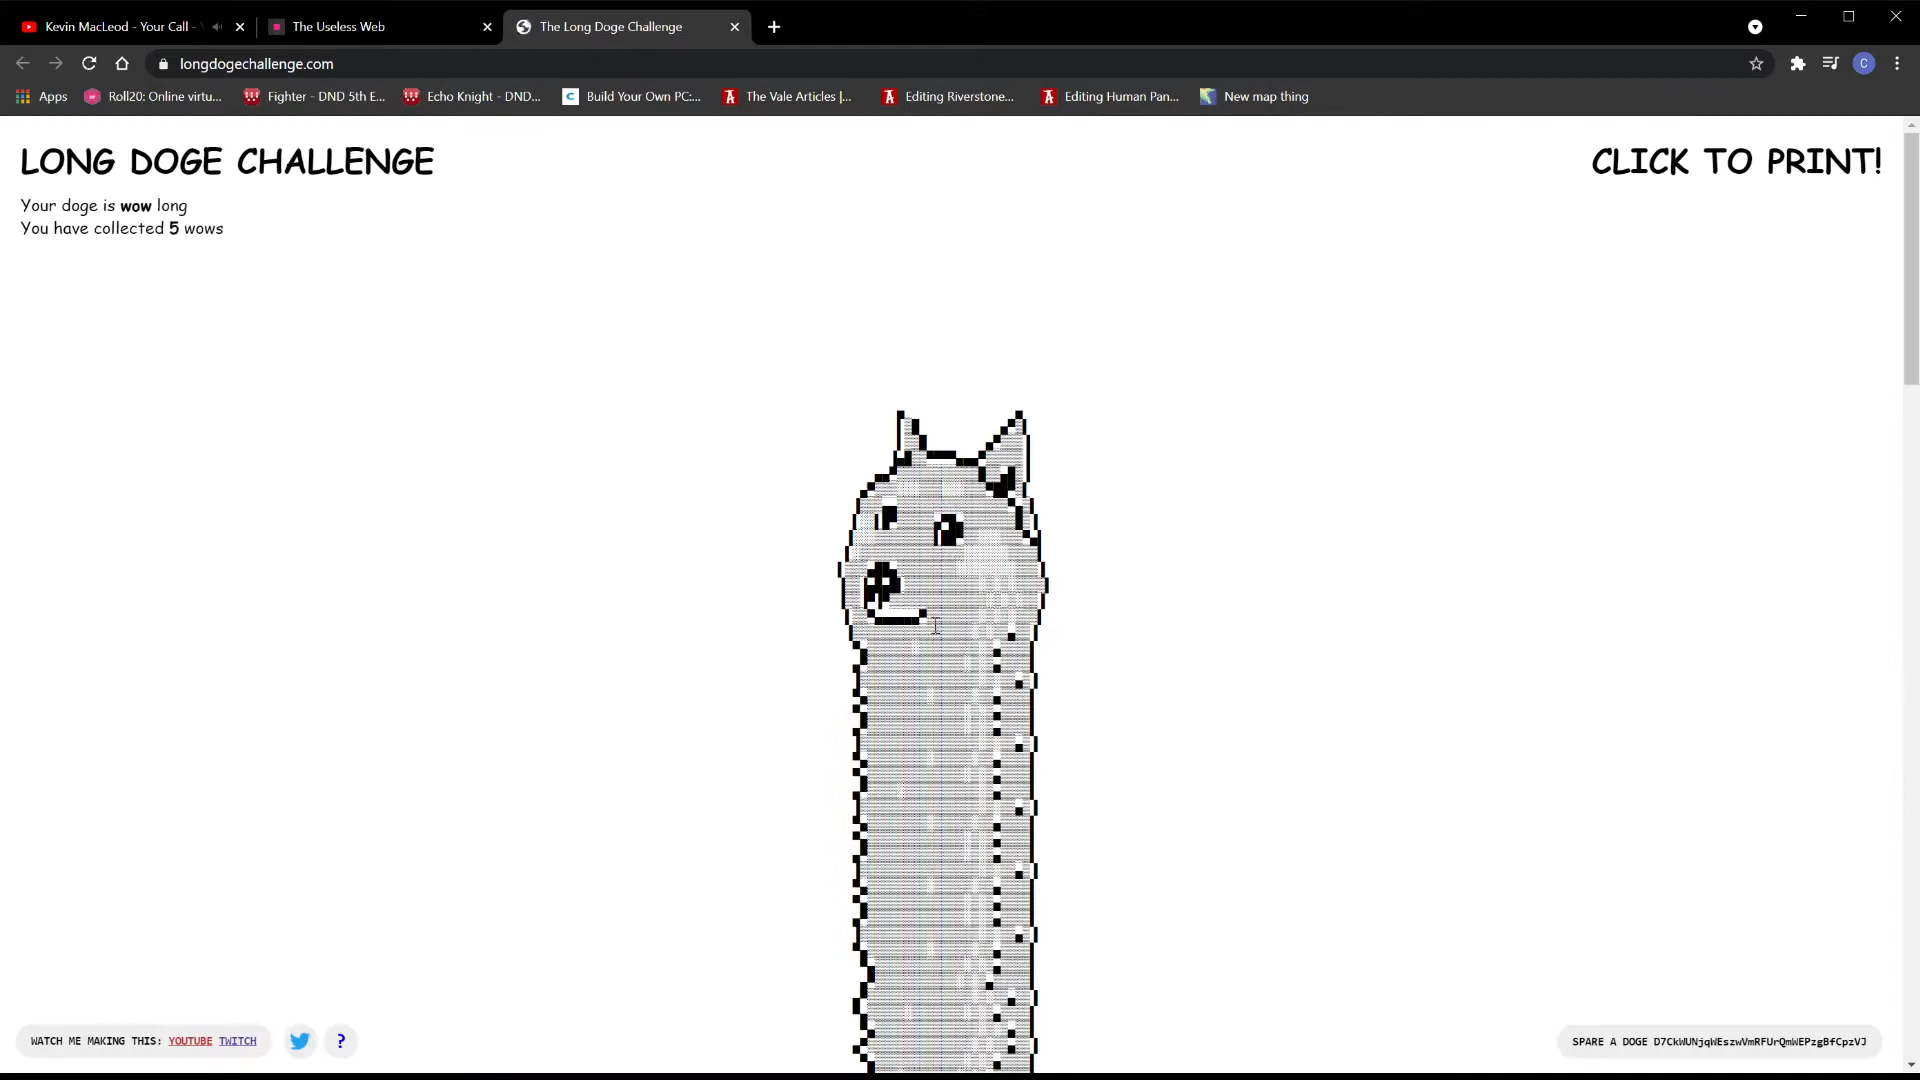 Kevin MacLeod - Your Call -
The Useless Web
The Long Doge Challenge
longdogechallenge.com
C
Apps
Roll20: Online virtu...
Fighter - DND 5th E...
Echo Knight - DND...
C
Build Your Own PC:...
The Vale Articles |...
Editing Riverstone...
Editing Human Pan...
New map thing
LONG DOGE CHALLENGE
CLICK TO PRINT!
Your doge is wow long
You have collected 5 wows
WATCH ME MAKING THIS: YOUTUBE TWITCH
?
SPARE A DOGE D7CkWUNjqWEszwVmRFUrQmWEPzgBfCpzVJ